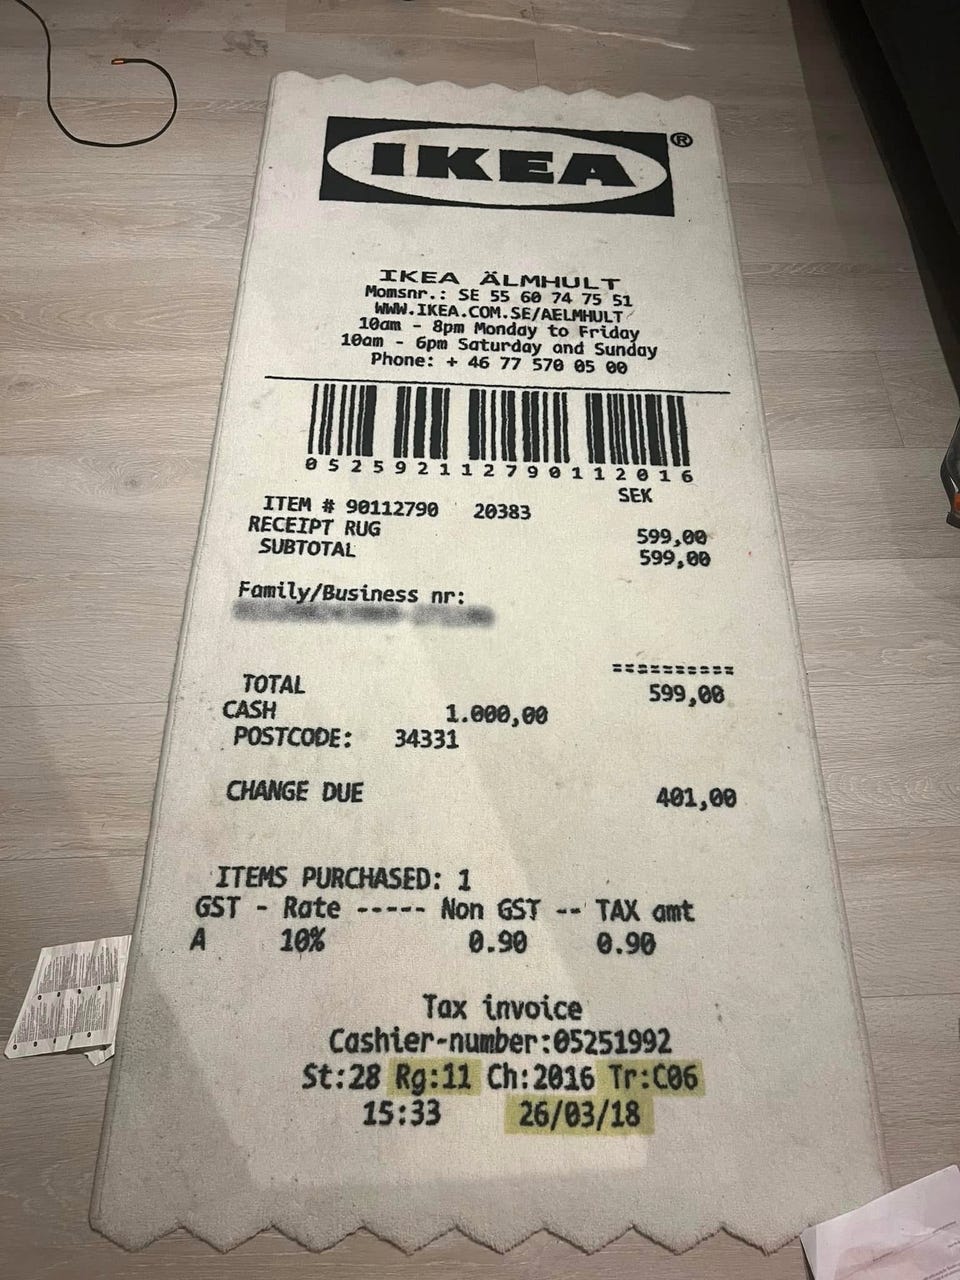 IKEA®
IKEA ÄLMHULT
Momsnr.: SE 55 60 74 75 51
WWW.IKEA.COM.SE/AELMHULT
10am - 8pm Monday to Friday
10am - 6pm Saturday and Sunday
Phone: + 46 77 570 05 00
0525921127901 12016
SEK
ITEM # 90112790 20383
RECEIPT RUG 599,00
SUBTOTAL 599,00
Family/Business nr:
==========
TOTAL 599,00
CASH 1.000,00
POSTCODE: 34331
CHANGE DUE 401,00
ITEMS PURCHASED: 1
GST - Rate ----- Non GST -- TAX amt
A 10% 0.90 0.90
Tax invoice
Cashier-number:05251992
St:28 Rg:11 Ch:2016 Tr:C06
15:33 26/03/18